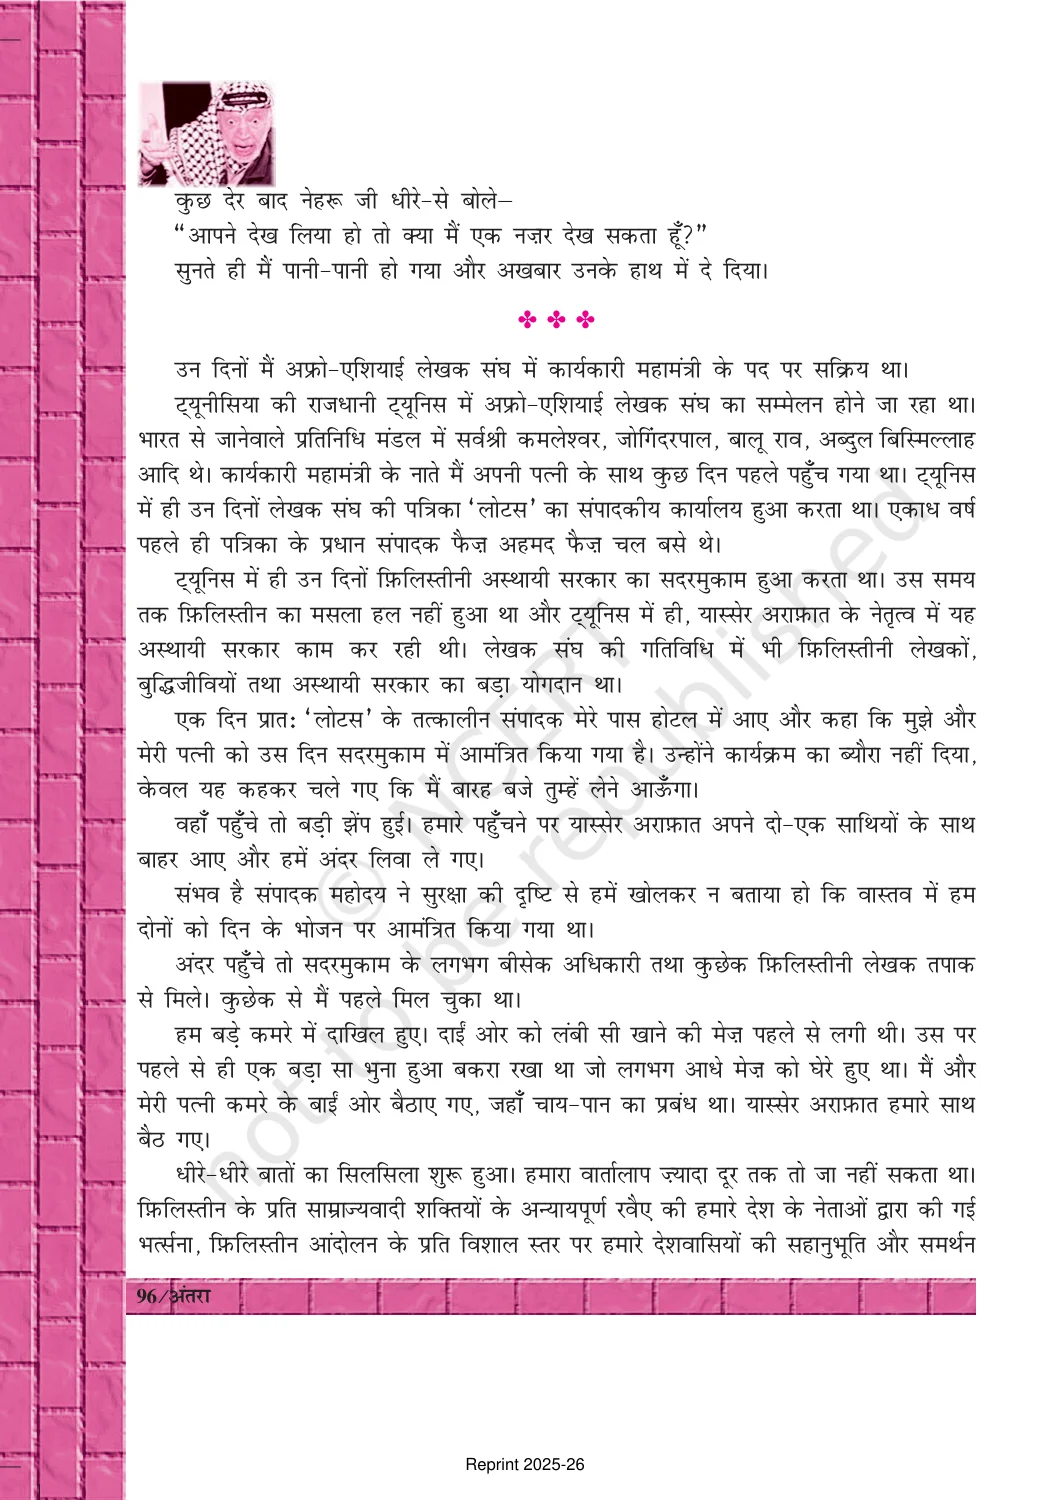 कुछ देर बाद नेहरू जी धीरे-से बोले–
“आपने देख लिया हो तो क्या मैं एक नज़र देख सकता हूँ?”
सुनते ही मैं पानी-पानी हो गया और अखबार उनके हाथ में दे दिया।
उन दिनों मैं अफ्रो-एशियाई लेखक संघ में कार्यकारी महामंत्री के पद पर सक्रिय था।
ट्यूनीसिया की राजधानी ट्यूनिस में अफ्रो-एशियाई लेखक संघ का सम्मेलन होने जा रहा था।
भारत से जानेवाले प्रतिनिधि मंडल में सर्वश्री कमलेश्वर, जोगिंदरपाल, बालू राव, अब्दुल बिस्मिल्लाह
आदि थे। कार्यकारी महामंत्री के नाते मैं अपनी पत्नी के साथ कुछ दिन पहले पहुँच गया था। ट्यूनिस
में ही उन दिनों लेखक संघ की पत्रिका ‘लोटस’ का संपादकीय कार्यालय हुआ करता था। एकाध वर्ष
पहले ही पत्रिका के प्रधान संपादक फ़ैज़ अहमद फ़ैज़ चल बसे थे।
ट्यूनिस में ही उन दिनों फ़िलिस्तीनी अस्थायी सरकार का सदरमुकाम हुआ करता था। उस समय
तक फ़िलिस्तीन का मसला हल नहीं हुआ था और ट्यूनिस में ही, यास्सेर अराफ़ात के नेतृत्व में यह
अस्थायी सरकार काम कर रही थी। लेखक संघ की गतिविधि में भी फ़िलिस्तीनी लेखकों,
बुद्धिजीवियों तथा अस्थायी सरकार का बड़ा योगदान था।
एक दिन प्रात: ‘लोटस’ के तत्कालीन संपादक मेरे पास होटल में आए और कहा कि मुझे और
मेरी पत्नी को उस दिन सदरमुकाम में आमंत्रित किया गया है। उन्होंने कार्यक्रम का ब्यौरा नहीं दिया,
केवल यह कहकर चले गए कि मैं बारह बजे तुम्हें लेने आऊँगा।
वहाँ पहुँचे तो बड़ी झेंप हुई। हमारे पहुँचने पर यास्सेर अराफ़ात अपने दो-एक साथियों के साथ
बाहर आए और हमें अंदर लिवा ले गए।
संभव है संपादक महोदय ने सुरक्षा की दृष्टि से हमें खोलकर न बताया हो कि वास्तव में हम
दोनों को दिन के भोजन पर आमंत्रित किया गया था।
अंदर पहुँचे तो सदरमुकाम के लगभग बीसेक अधिकारी तथा कुछेक फ़िलिस्तीनी लेखक तपाक
से मिले। कुछेक से मैं पहले मिल चुका था।
हम बड़े कमरे में दाखिल हुए। दाईं ओर को लंबी सी खाने की मेज़ पहले से लगी थी। उस पर
पहले से ही एक बड़ा सा भुना हुआ बकरा रखा था जो लगभग आधे मेज़ को घेरे हुए था। मैं और
मेरी पत्नी कमरे के बाईं ओर बैठाए गए, जहाँ चाय-पान का प्रबंध था। यास्सेर अराफ़ात हमारे साथ
बैठ गए।
धीरे-धीरे बातों का सिलसिला शुरू हुआ। हमारा वार्तालाप ज़्यादा दूर तक तो जा नहीं सकता था।
फ़िलिस्तीन के प्रति साम्राज्यवादी शक्तियों के अन्यायपूर्ण रवैए की हमारे देश के नेताओं द्वारा की गई
भर्त्सना, फ़िलिस्तीन आंदोलन के प्रति विशाल स्तर पर हमारे देशवासियों की सहानुभूति और समर्थन
96/अंतरा
© NCERT
not to be republished
Reprint 2025-26